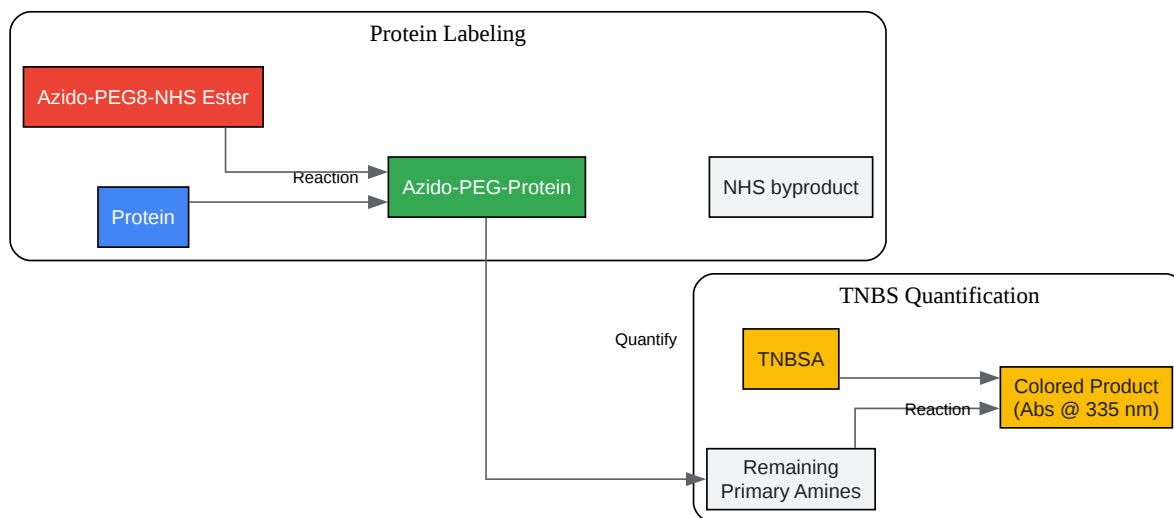 Protein Labeling
Azido-PEG8-NHS Ester
Reaction
Azido-PEG-Protein
NHS byproduct
Protein
TNBS Quantification
Quantify
TNBSA
Colored Product
(Abs @ 335 nm)
Reaction
Remaining
Primary Amines